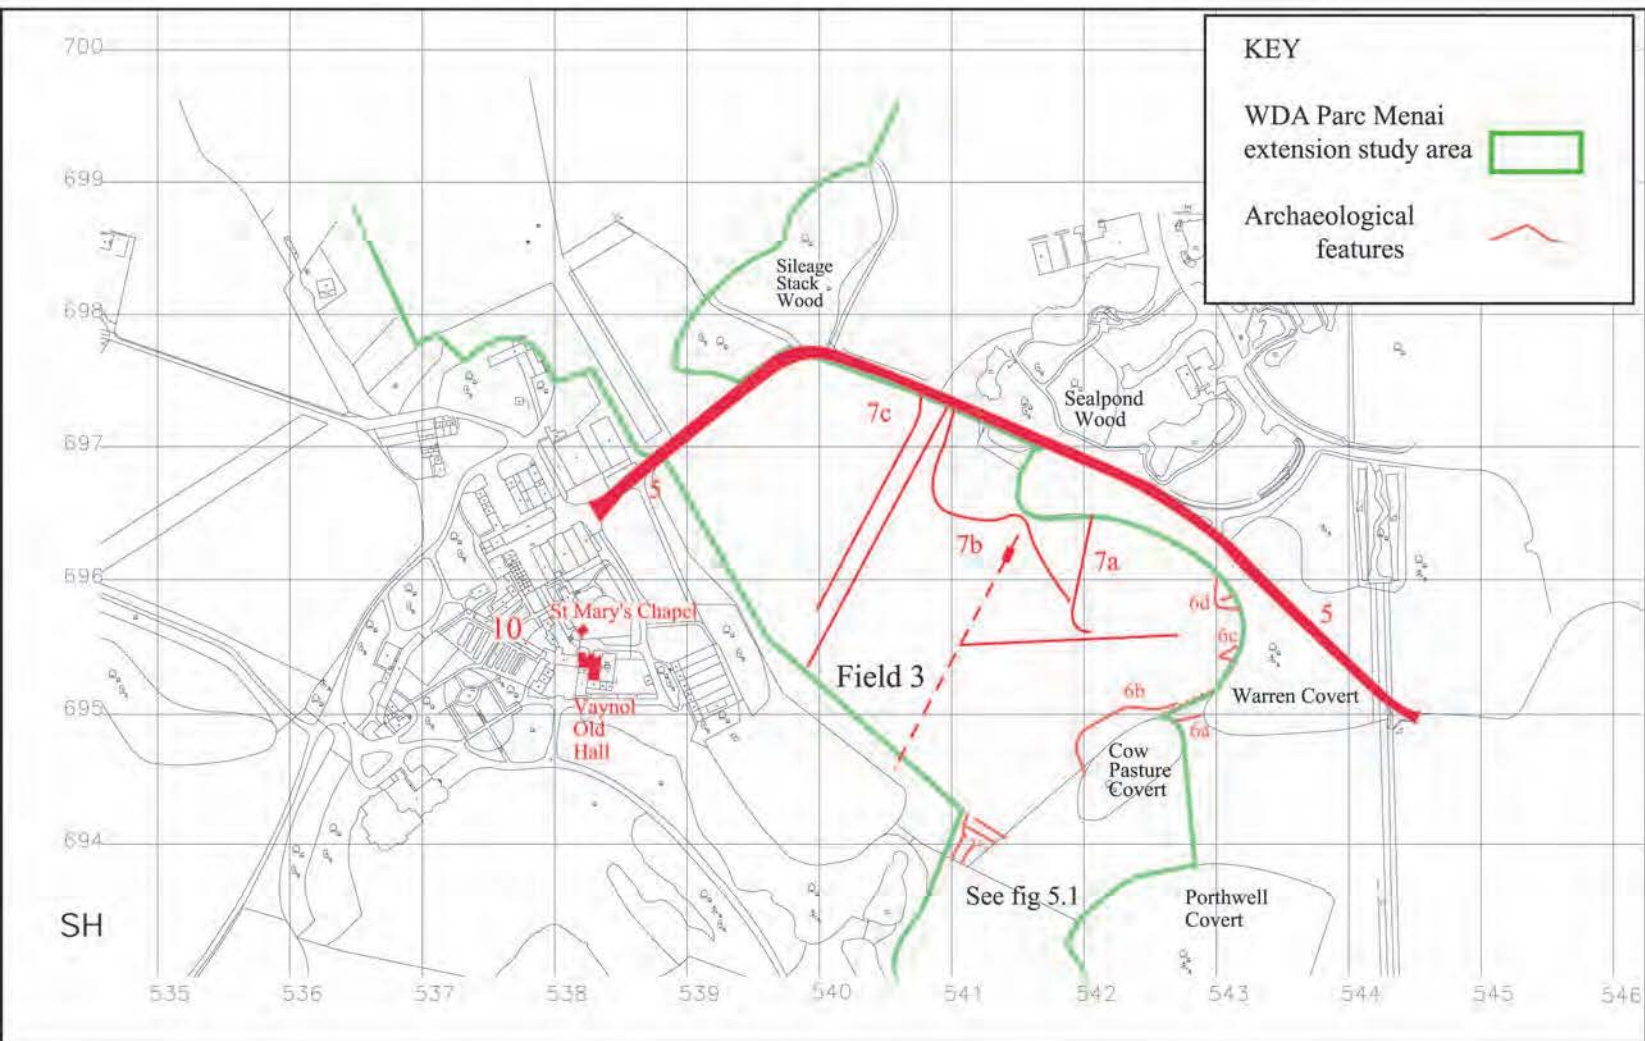 KEY
WDA Parc Menai
extension study area
Archaeological
features
700
699
698
697
696
695
694
SH
535
536
537
538
539
540
541
542
543
544
545
546
Sileage
Stack
Wood
Sealpond
Wood
7c
5
7b
7a
6d
6c
5
10
St Mary's Chapel
Vaynol
Old
Hall
Field 3
6b
6a
Warren Covert
Cow
Pasture
Covert
See fig 5.1
Porthwell
Covert